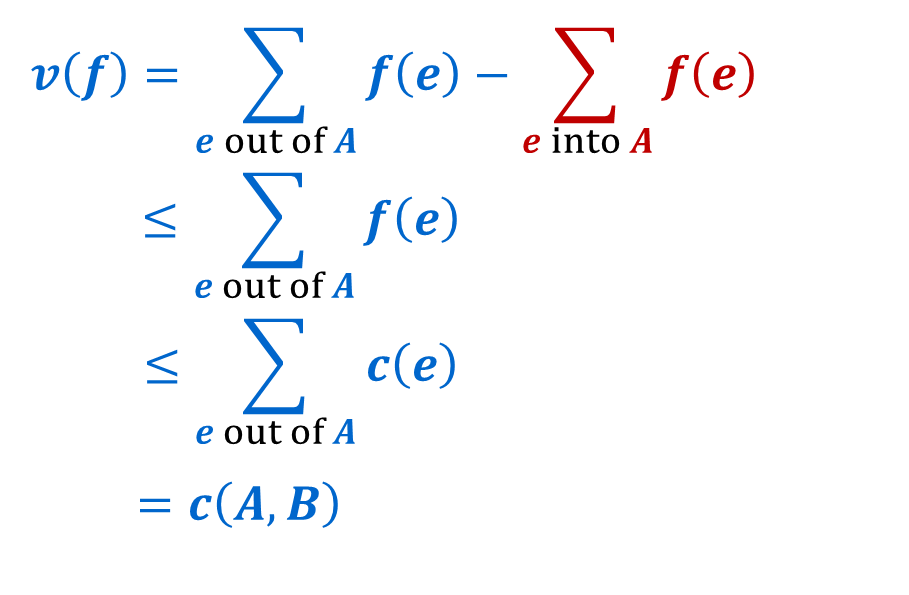 v(f) = ∑ f(e) − ∑ f(e)
e out of A e into A
≤ ∑ f(e)
e out of A
≤ ∑ c(e)
e out of A
= c(A, B)